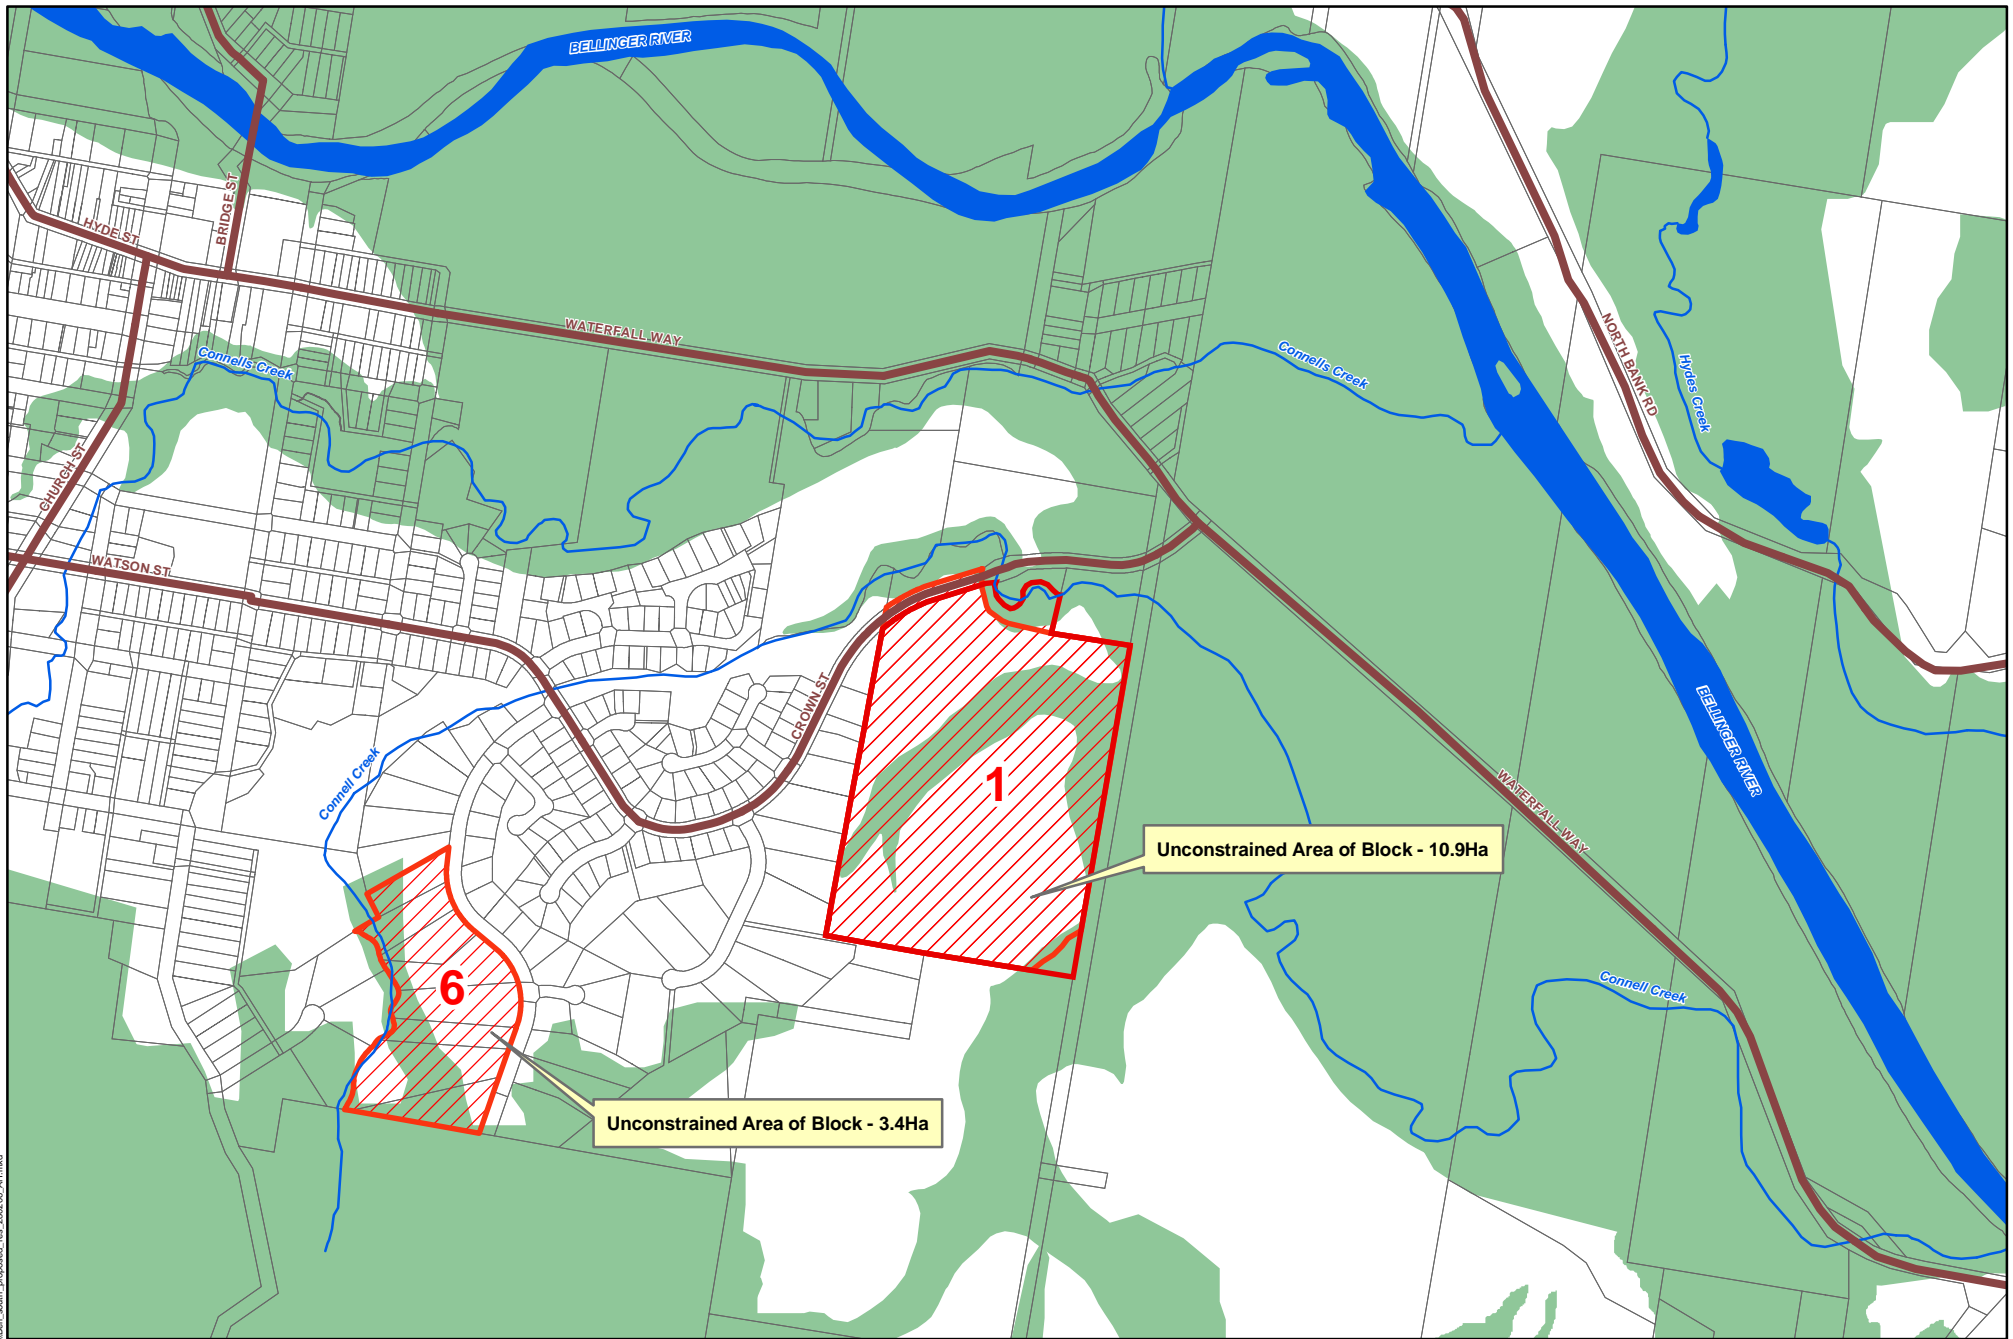 BELLINGER RIVER
BRIDGE ST
HYDE ST
WATERFALL WAY
NORTH BANK RD
Connells Creek
Connells Creek
Hydes Creek
CHURCH ST
WATSON ST
CROWN ST
BELLINGER RIVER
Connell Creek
1
WATERFALL WAY
Unconstrained Area of Block - 10.9Ha
6
Connell Creek
Unconstrained Area of Block - 3.4Ha